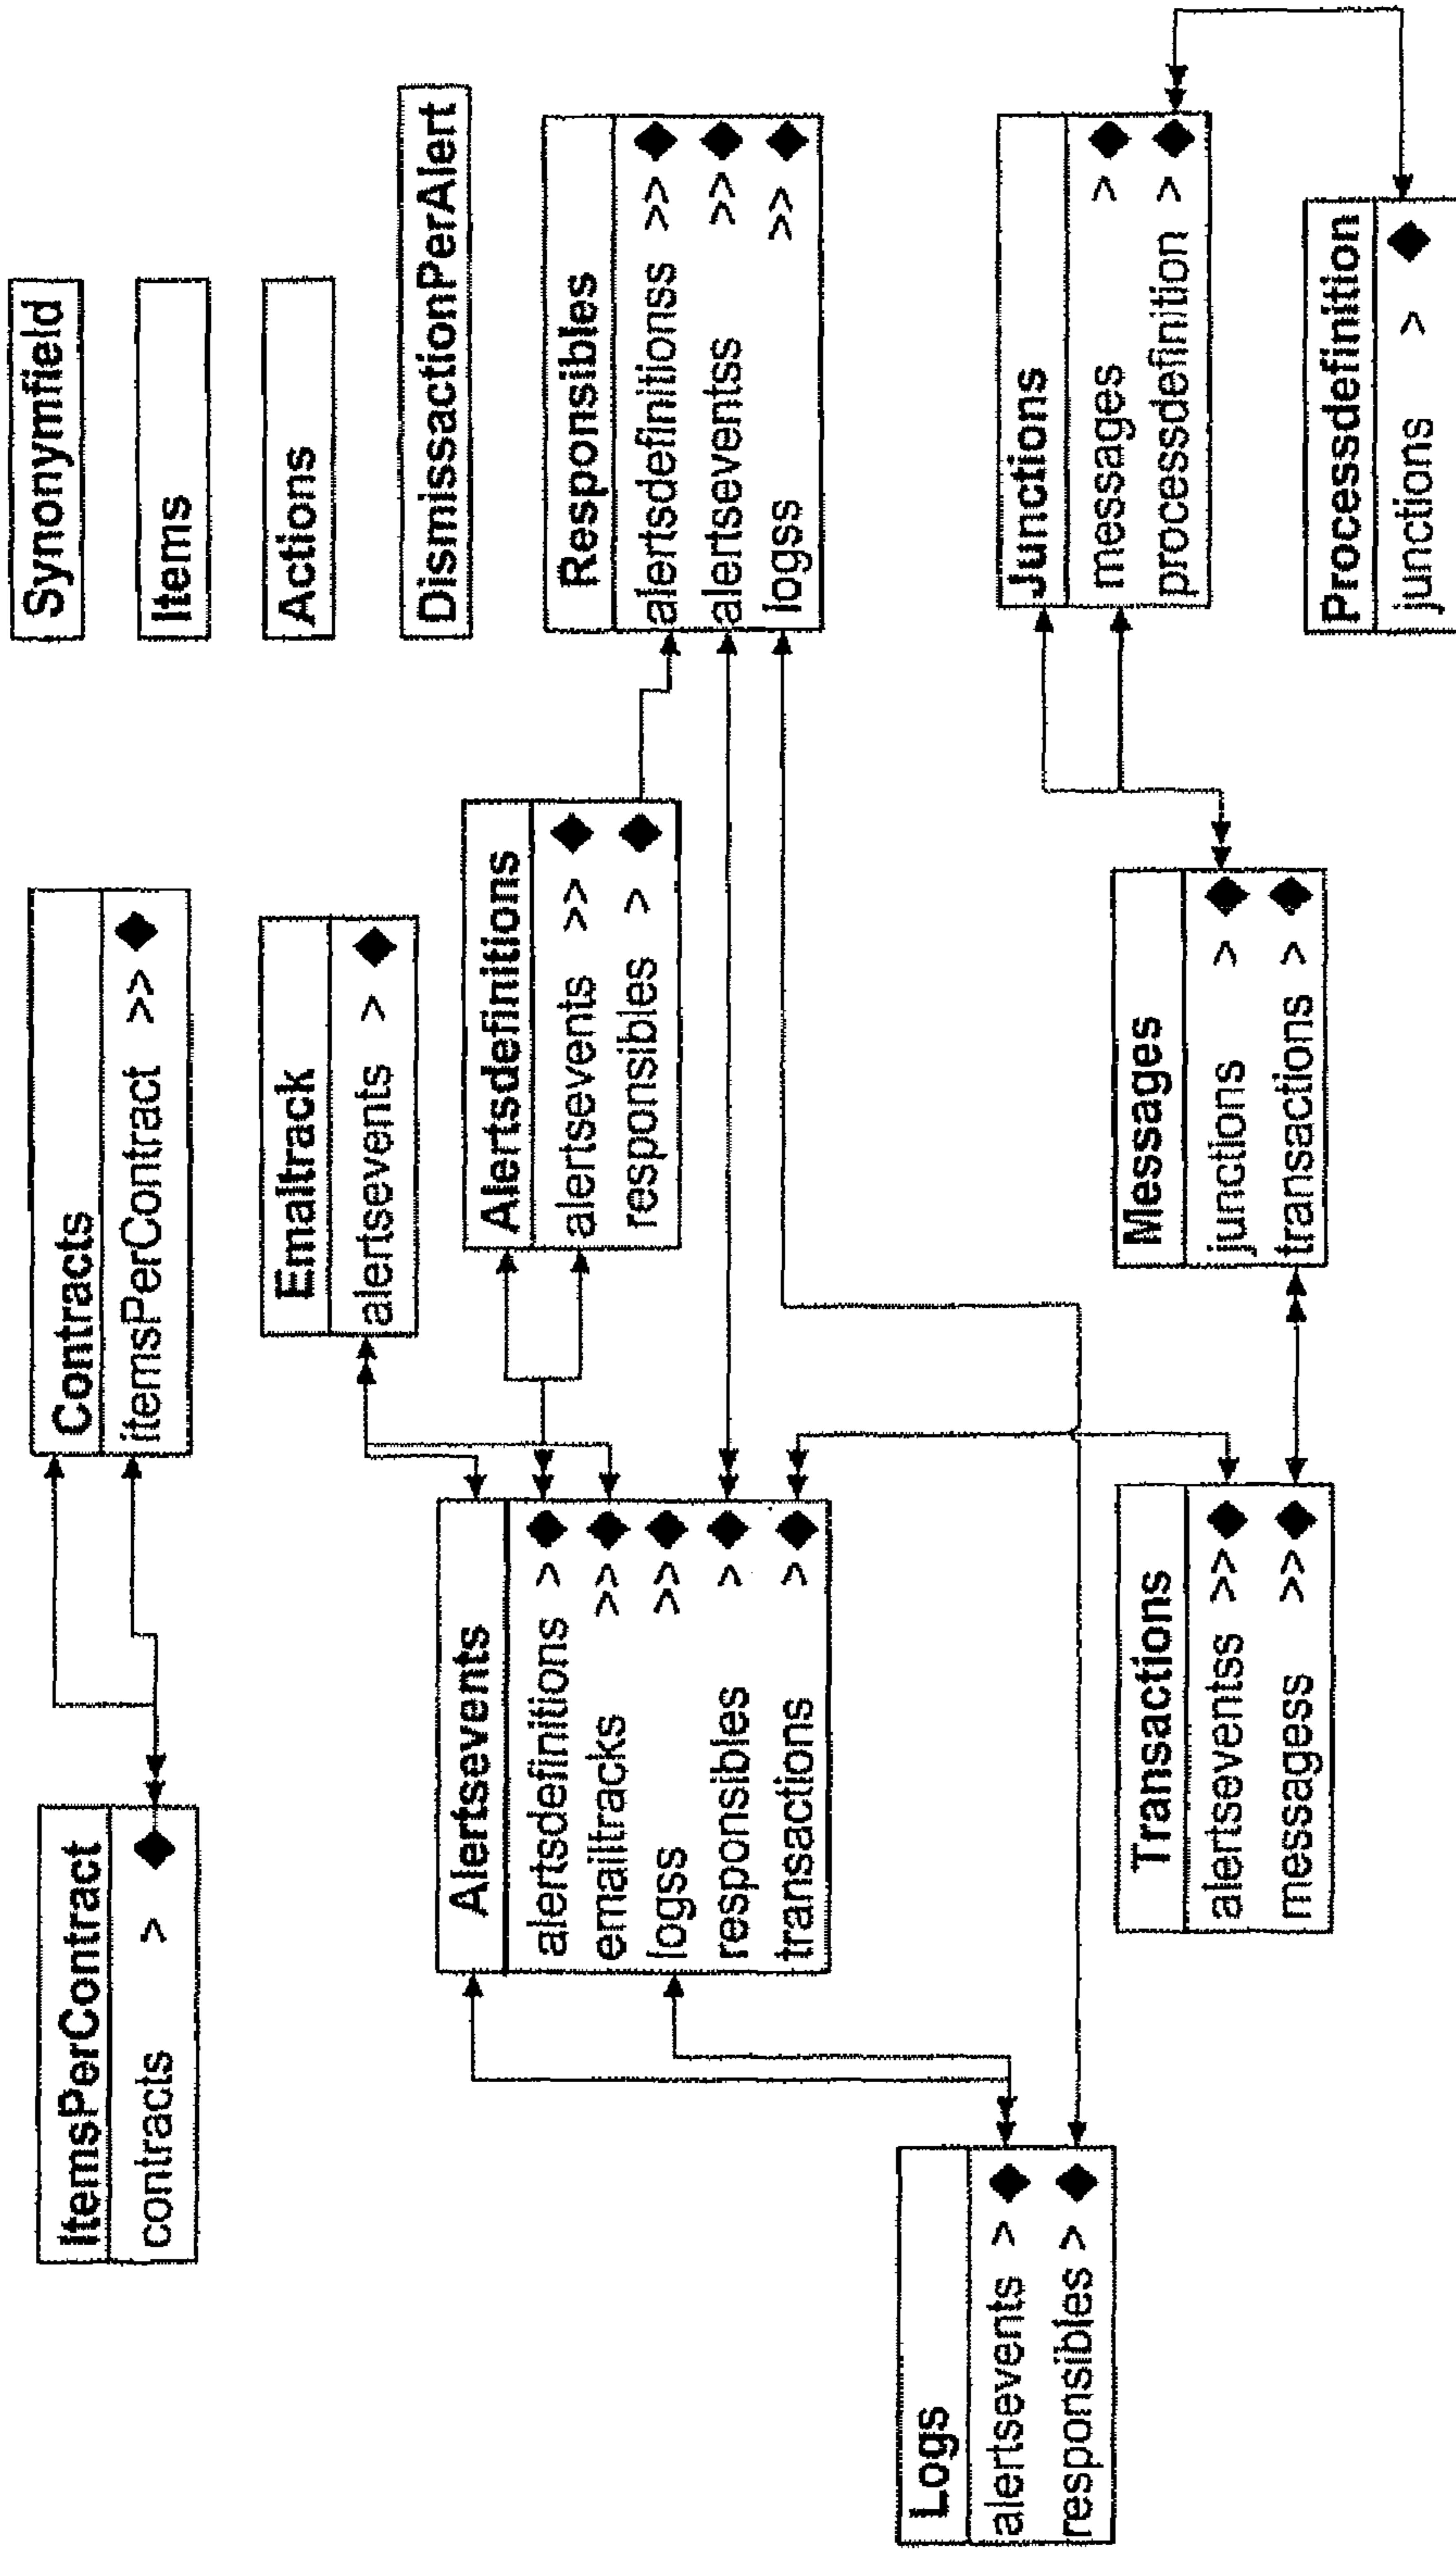 ItemsPerContract
contracts >
Contracts
itemsPerContract >>
Synonymfield
Items
Actions
DismissactionPerAlert
Emaltrack
alertsevents >
Alertsevents
alertsdefinitions >
emailtracks >>
logss >>
responsibles >
transactions >
Alertsdefinitions
alertsevents >>
responsibles >
Responsibles
alertsdefinitionss >>
alertseventss >>
logss >>
Logs
alertsevents >
responsibles >
Transactions
alertseventss >>
messagess >>
Messages
junctions >
transactions >
Junctions
messages >
processdefinition >
Processdefinition
junctions >